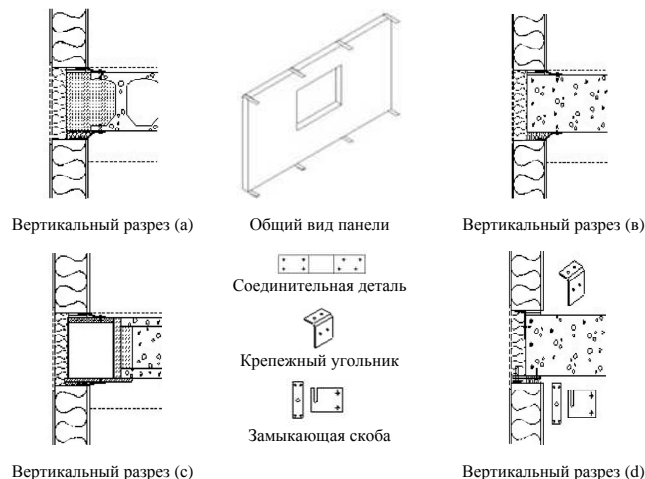 Вертикальный разрез (a)
Общий вид панели
Вертикальный разрез (в)
Соединительная деталь
Крепежный угольник
Замыкающая скоба
Вертикальный разрез (c)
Вертикальный разрез (d)